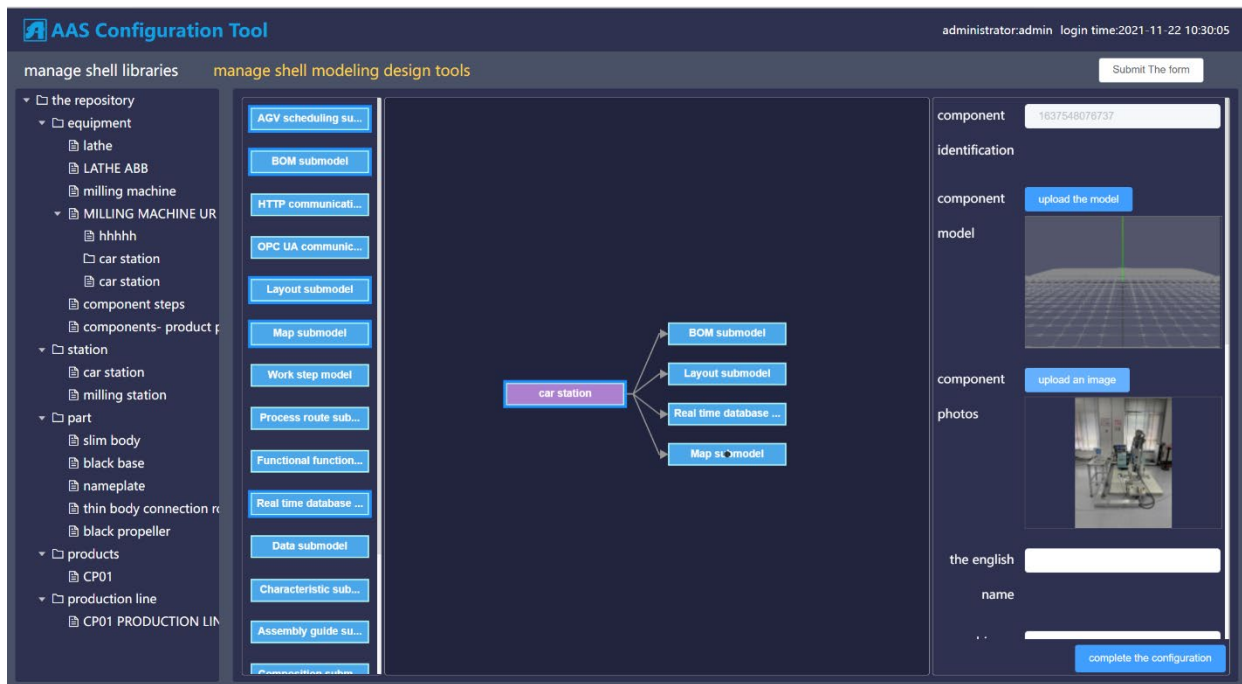 AAS Configuration Tool
administrator:admin login time:2021-11-22 10:30:05
manage shell libraries
manage shell modeling design tools
Submit The form
the repository
equipment
lathe
LATHE ABB
milling machine
MILLING MACHINE UR
hhhhh
car station
car station
component steps
components- product p
station
car station
milling station
part
slim body
black base
nameplate
thin body connection ro
black propeller
products
CP01
production line
CP01 PRODUCTION LIN
AGV scheduling su...
BOM submodel
HTTP communicati...
OPC UA communic...
Layout submodel
Map submodel
Work step model
Process route sub...
Functional function...
Real time database ...
Data submodel
Characteristic sub...
Assembly guide su...
Composition subm...
car station
BOM submodel
Layout submodel
Real time database ...
Map submodel
component
identification
1637548076737
component
model
upload the model
component
photos
upload an image
the english
name
complete the configuration